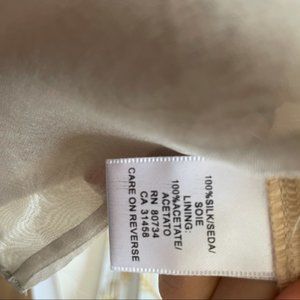 100%SILK/SEDA/
SOIE
LINING:
100%ACETATE/
ACETATO
RN 80734
CA 31458
CARE ON REVERSE